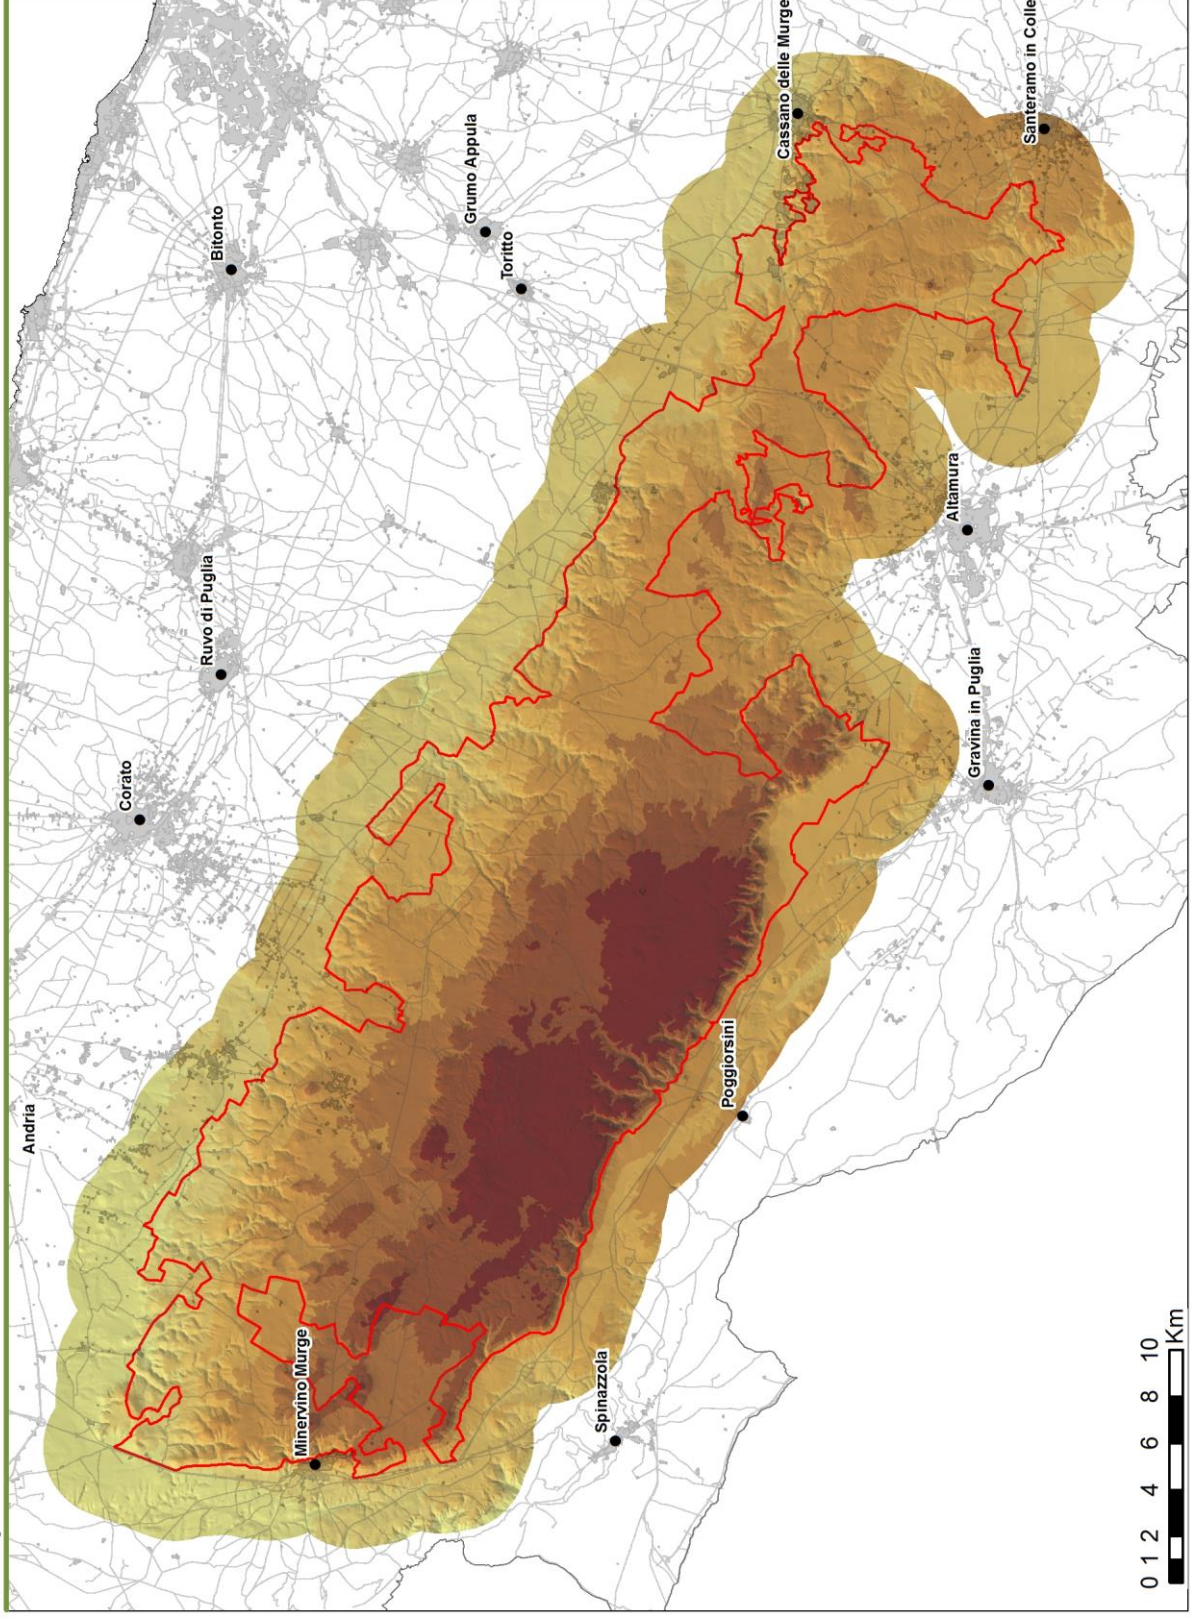 Andria
Corato
Ruvo di Puglia
Bitonto
Grumo Appula
Toritto
Cassano delle Murge
Santeramo in Colle
Minervino Murge
Spinazzola
Poggiorsini
Gravina in Puglia
Altamura
0 1 2 4 6 8 10
Km